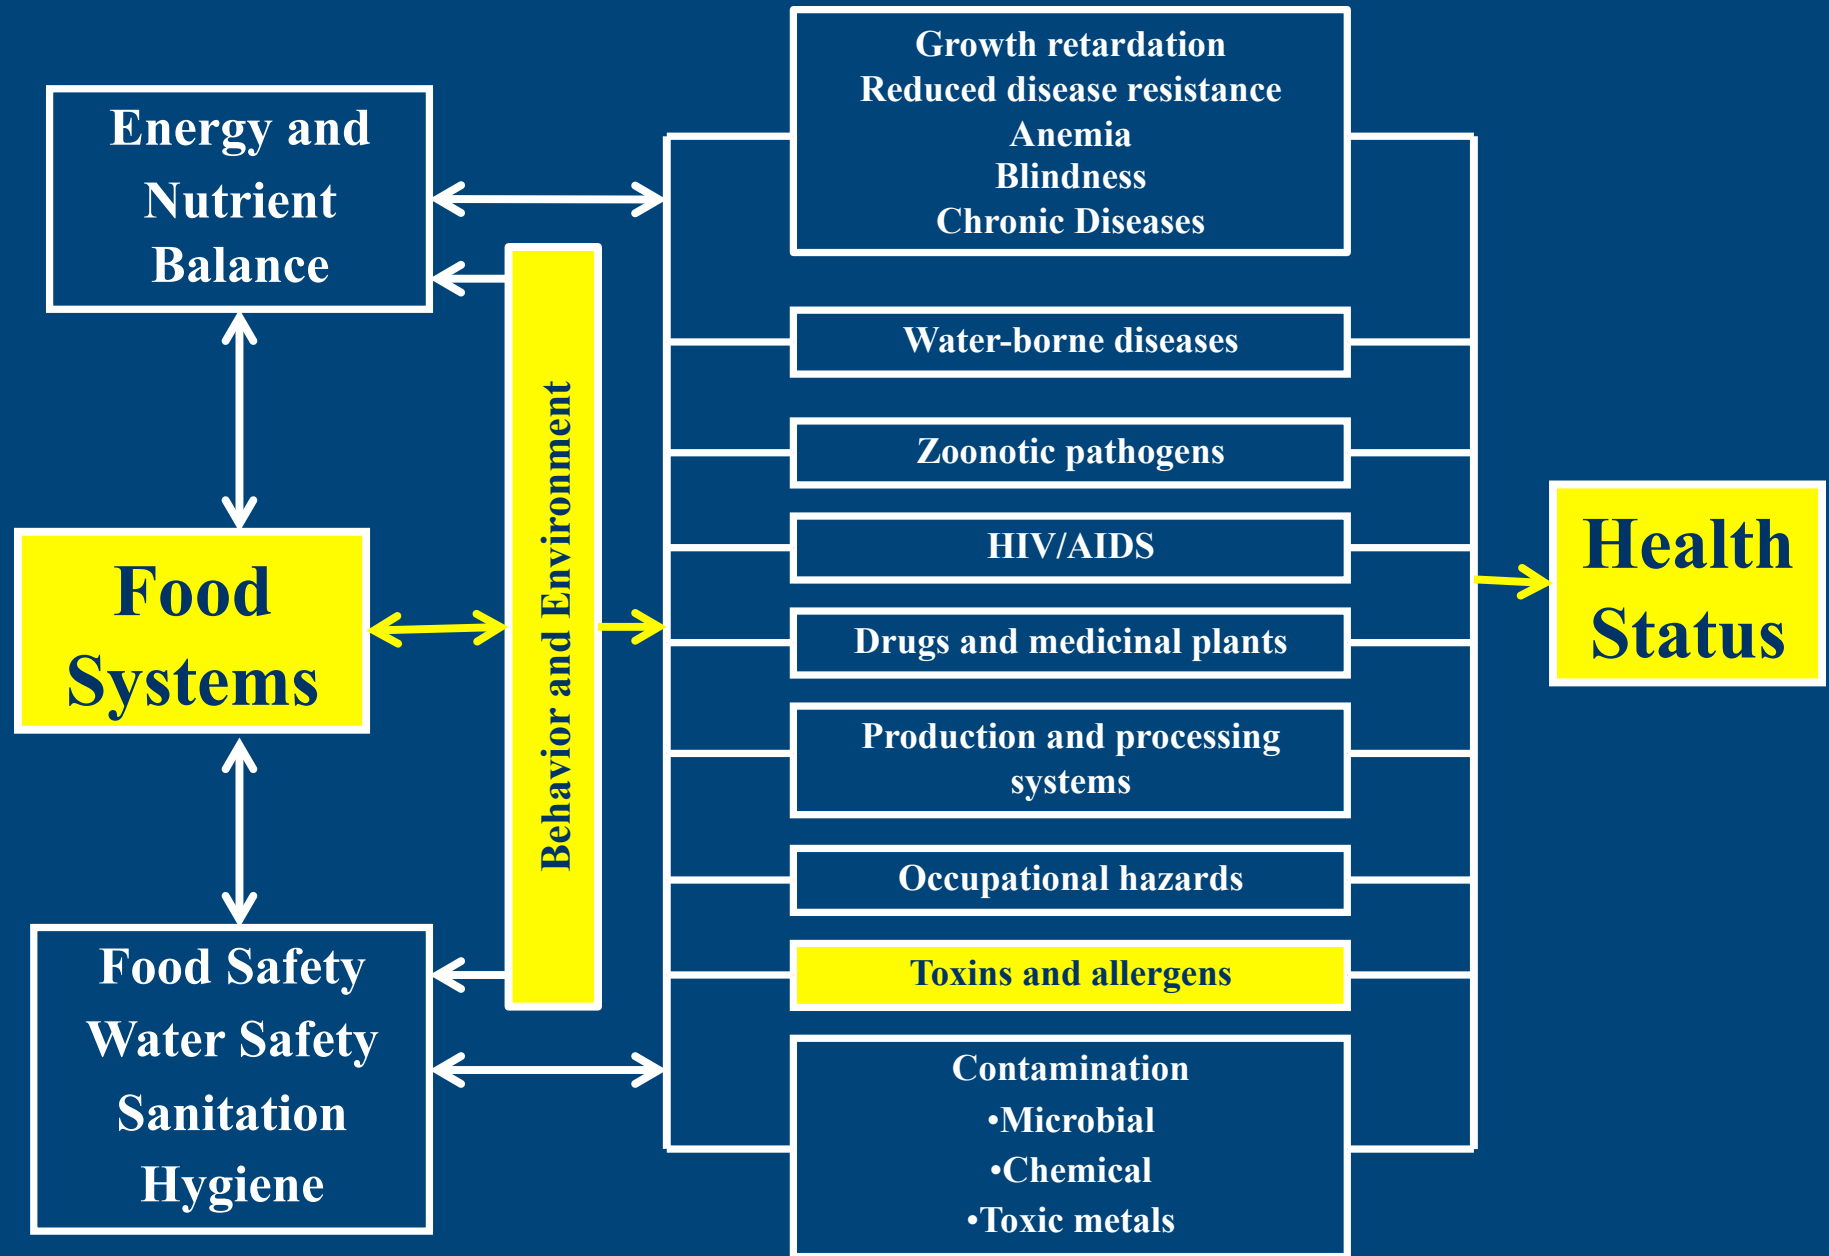 Energy and
Nutrient
Balance
Food
Systems
Food Safety
Water Safety
Sanitation
Hygiene
Behavior and Environment
Growth retardation
Reduced disease resistance
Anemia
Blindness
Chronic Diseases
Water-borne diseases
Zoonotic pathogens
HIV/AIDS
Drugs and medicinal plants
Production and processing
systems
Occupational hazards
Toxins and allergens
Contamination
•Microbial
•Chemical
•Toxic metals
Health
Status